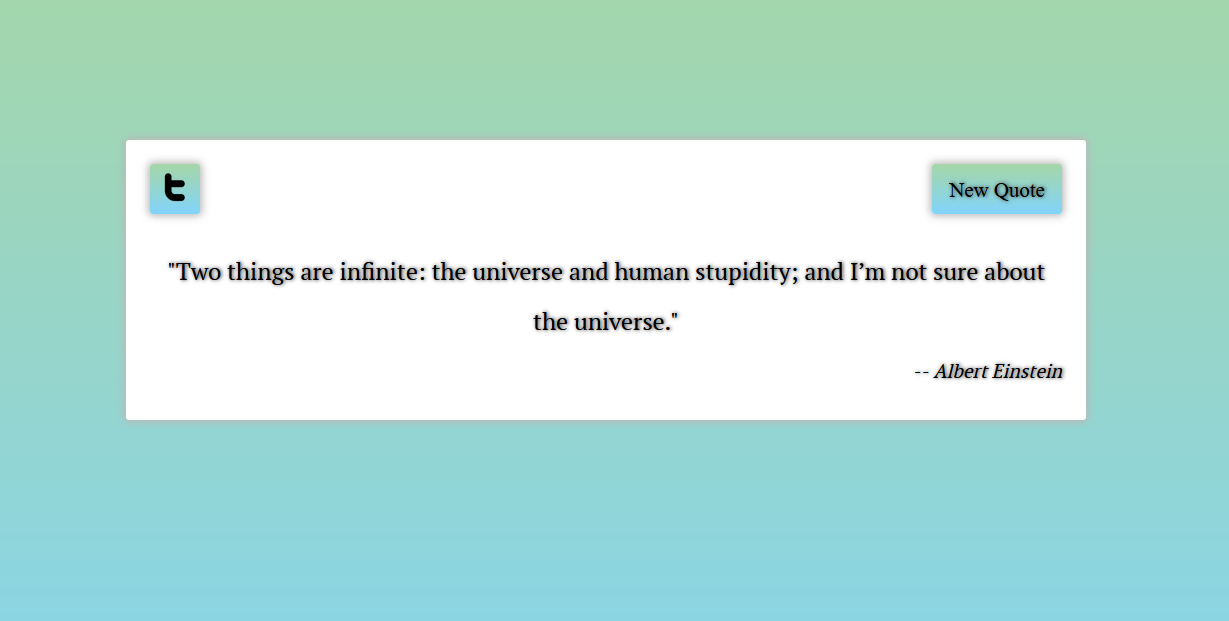 t
New Quote
"Two things are infinite: the universe and human stupidity; and I’m not sure about
the universe."
-- Albert Einstein